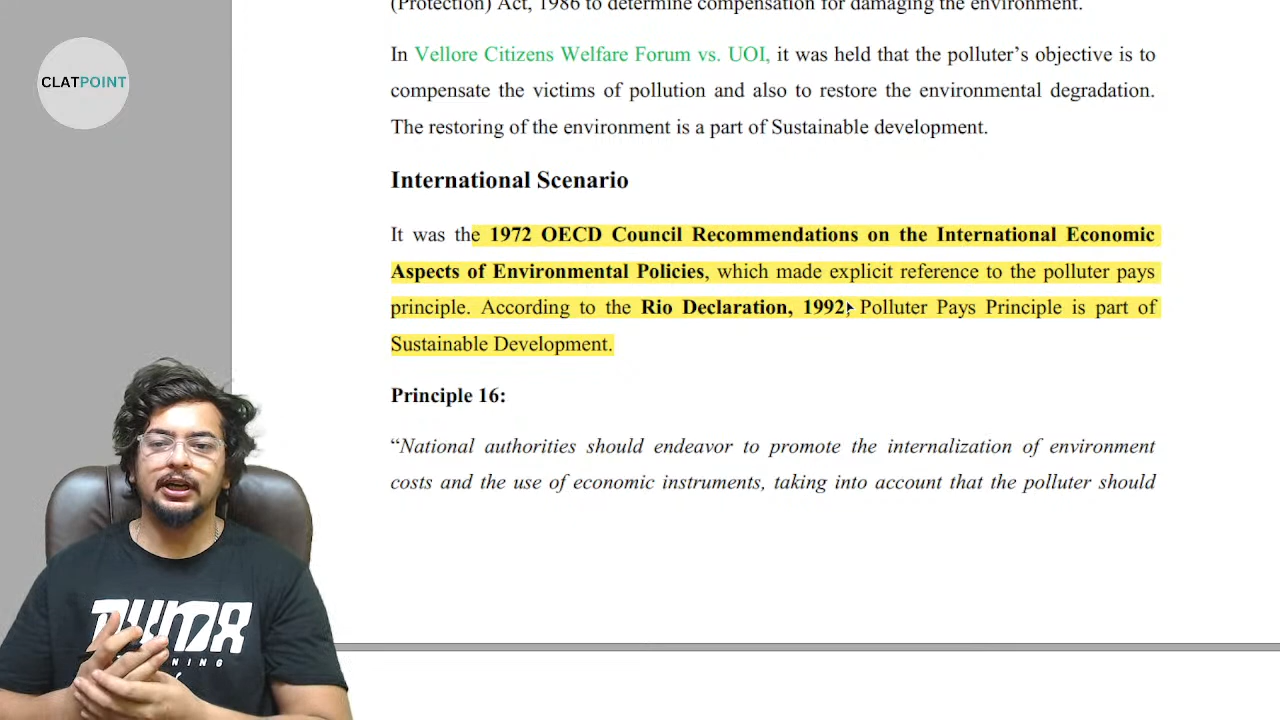 (Protection) Act, 1986 to determine compensation for damaging the environment.
CLATPOINT
In Vellore Citizens Welfare Forum vs. UOI, it was held that the polluter’s objective is to
compensate the victims of pollution and also to restore the environmental degradation.
The restoring of the environment is a part of Sustainable development.
International Scenario
It was the 1972 OECD Council Recommendations on the International Economic
Aspects of Environmental Policies, which made explicit reference to the polluter pays
principle. According to the Rio Declaration, 1992, Polluter Pays Principle is part of
Sustainable Development.
Principle 16:
“National authorities should endeavor to promote the internalization of environment
costs and the use of economic instruments, taking into account that the polluter should